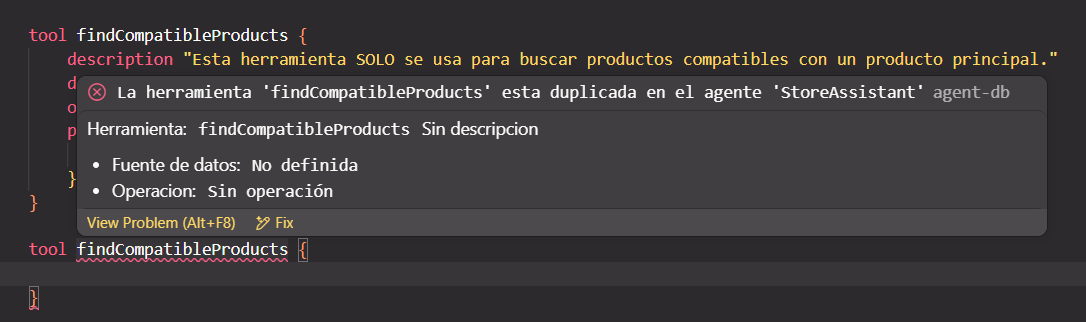 tool findCompatibleProducts {
description "Esta herramienta SOLO se usa para buscar productos compatibles con un producto principal."
d
La herramienta 'findCompatibleProducts' esta duplicada en el agente 'StoreAssistant' agent-db
o
Herramienta: findCompatibleProducts Sin descripcion
p
Fuente de datos: No definida
}
Operacion: Sin operación
}
View Problem (Alt+F8) Fix
tool findCompatibleProducts {
}